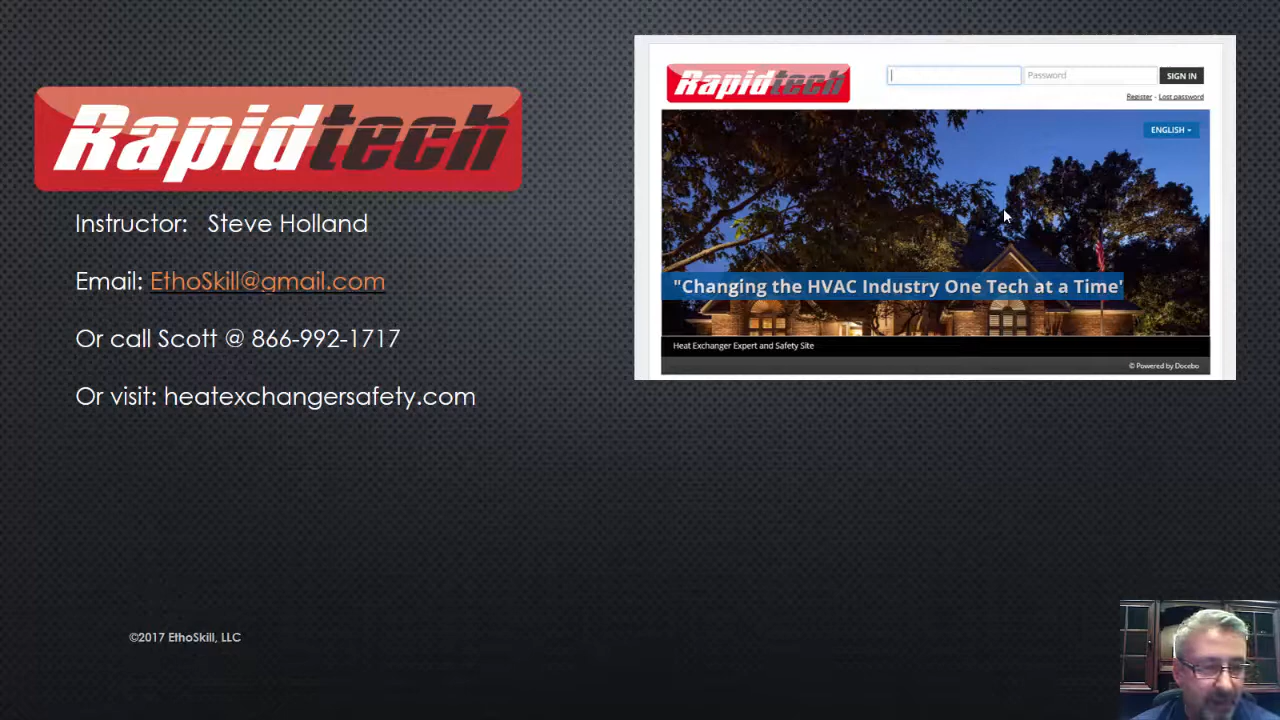 Rapidtech
Instructor: Steve Holland
Email: EthoSkill@gmail.com
Or call Scott @ 866-992-1717
Or visit: heatexchangersafety.com
©2017 EthoSkill, LLC
Rapidtech
Password
SIGN IN
Register - Lost password
ENGLISH
"Changing the HVAC Industry One Tech at a Time'
Heat Exchanger Expert and Safety Site
© Powered by Docebo